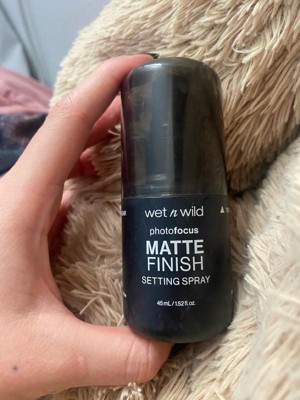 wet n wild
photofocus
MATTE
FINISH
SETTING SPRAY
45 mL / 1.52 fl. oz.